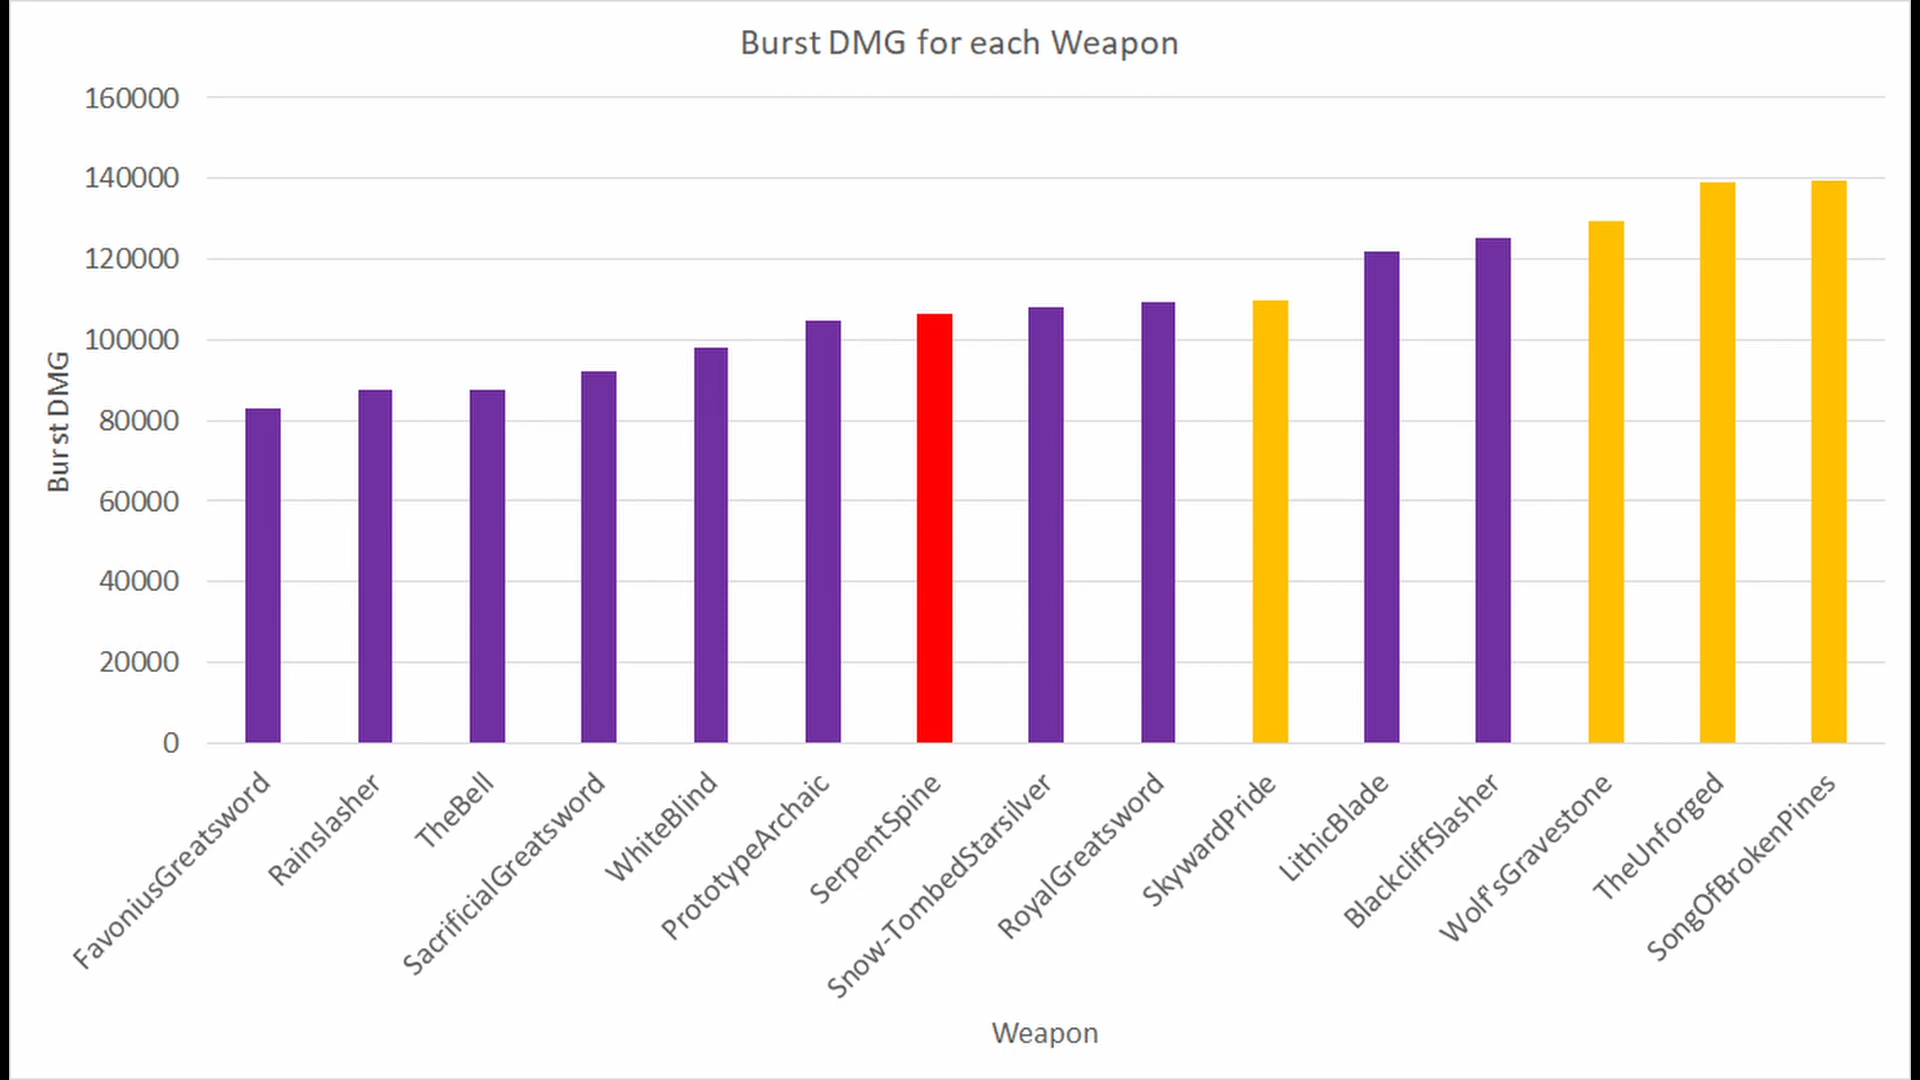 Burst DMG for each Weapon
160000
140000
120000
100000
80000
60000
40000
20000
0
Burst DMG
FavoniusGreatsword
Rainslasher
TheBell
SacrificialGreatsword
WhiteBlind
PrototypeArchaic
SerpentSpine
Snow-TombedStarsilver
RoyalGreatsword
SkywardPride
LithicBlade
BlackcliffSlasher
Wolf'sGravestone
TheUnforged
SongOfBrokenPines
Weapon